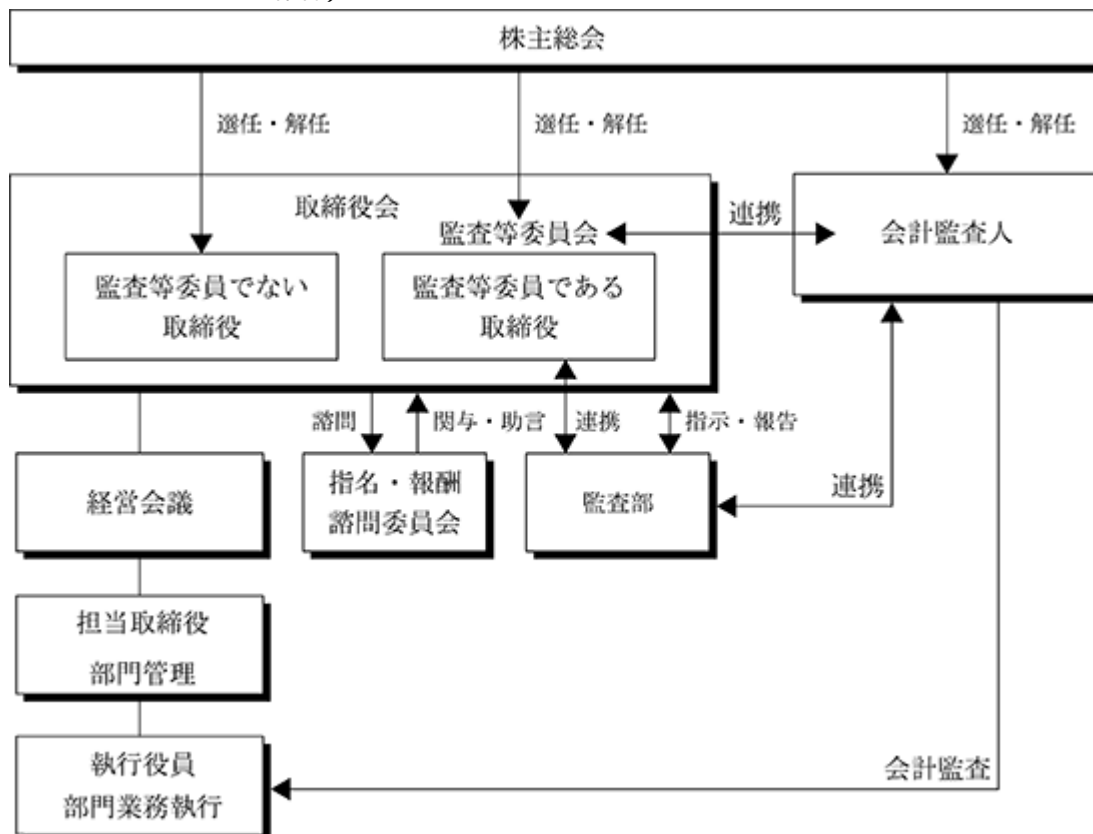 株主総会
選任・解任
選任・解任
選任・解任
取締役会
監査等委員会
連携
会計監査人
監査等委員でない
取締役
監査等委員である
取締役
諮問
関与・助言
連携
指示・報告
経営会議
指名・報酬
諮問委員会
監査部
連携
担当取締役
部門管理
執行役員
部門業務執行
会計監査